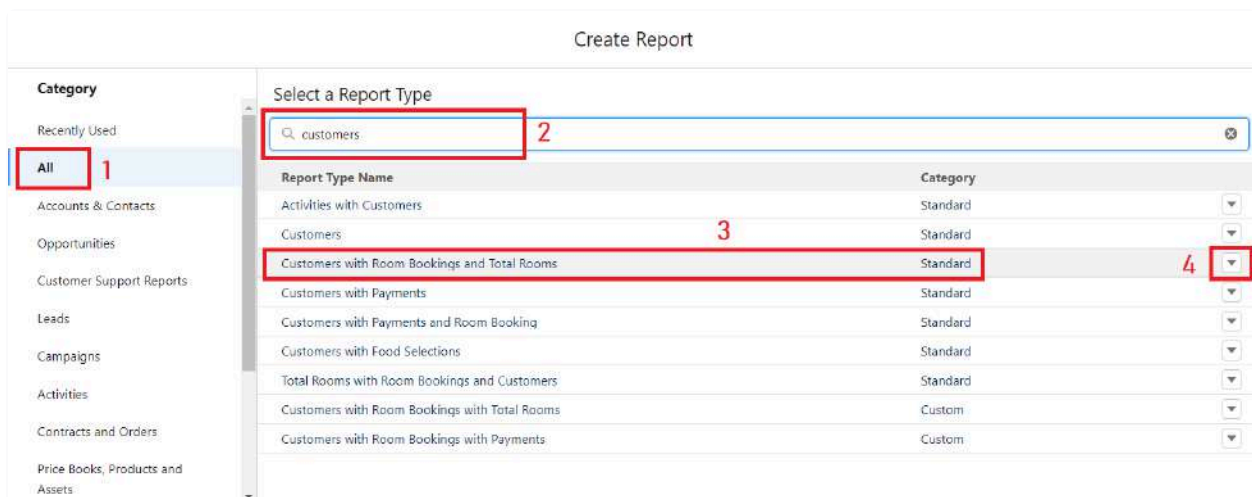 Create Report
Category
Recently Used
All 1
Accounts & Contacts
Opportunities
Customer Support Reports
Leads
Campaigns
Activities
Contracts and Orders
Price Books, Products and
Assets
Select a Report Type
customers 2
Report Type Name Category
Activities with Customers Standard
Customers 3 Standard
Customers with Room Bookings and Total Rooms Standard 4
Customers with Payments Standard
Customers with Payments and Room Booking Standard
Customers with Food Selections Standard
Total Rooms with Room Bookings and Customers Standard
Customers with Room Bookings with Total Rooms Custom
Customers with Room Bookings with Payments Custom